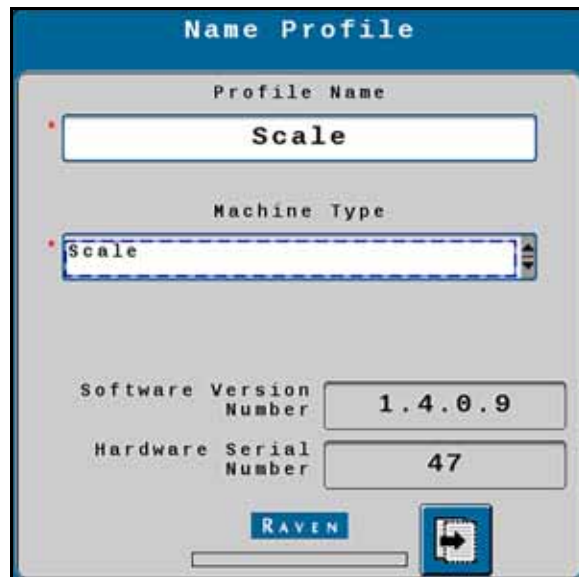 Name Profile
Profile Name
* Scale
Machine Type
* Scale
Software Version
Number
1.4.0.9
Hardware Serial
Number
47
RAVEN